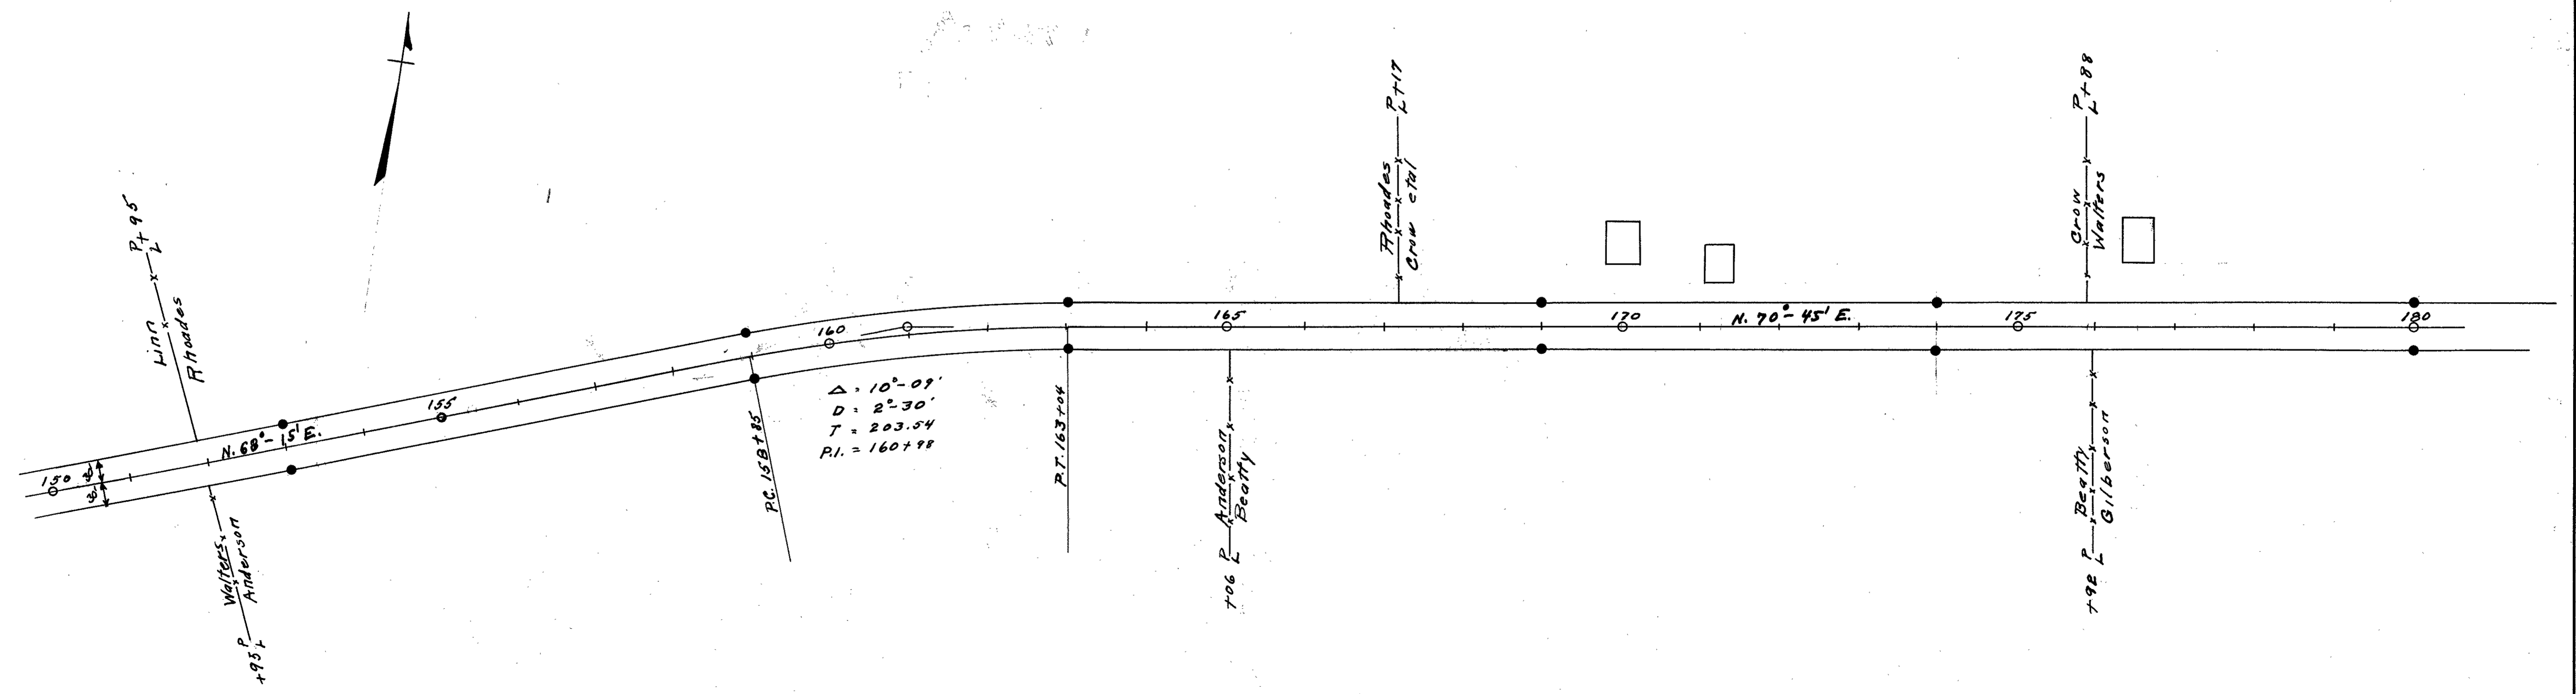 P+95
L
Linn
Rhoades
150
N. 68°-15' E.
155
Walters
Anderson
+95 P
L
160
P.C. 158+85
Δ = 10°-09'
D = 2°-30'
T = 203.54
P.I. = 160+98
P.T. 163+04
165
+06 P
L
Anderson
Beatty
P+17
L
Rhoades
Crow etal
170
N. 70°-45' E.
175
P+88
L
Crow
Walters
+92 P
L
Beatty
Gilberson
180